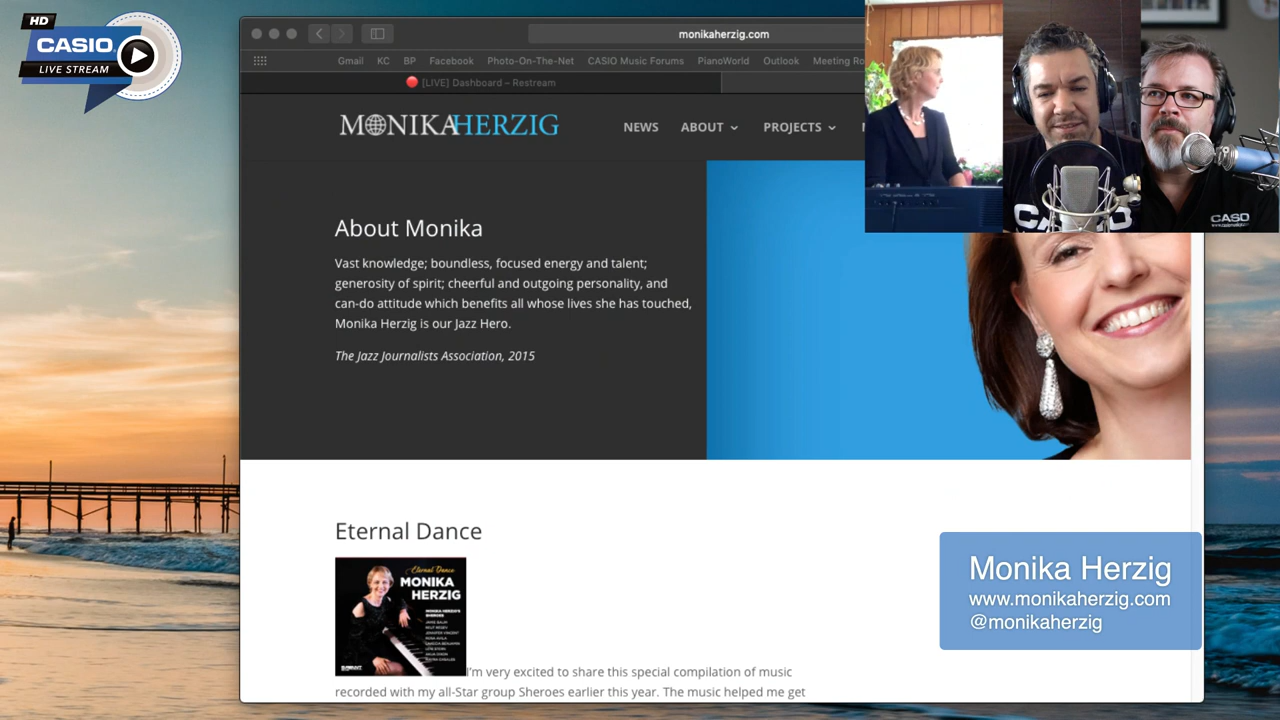 HD
CASIO
LIVE STREAM
monikaherzig.com
Gmail KC BP Facebook Photo-On-The-Net CASIO Music Forums PianoWorld Outlook Meeting Ro
[LIVE] Dashboard – Restream
MONIKAHERZIG
NEWS ABOUT PROJECTS
About Monika
Vast knowledge; boundless, focused energy and talent;
generosity of spirit; cheerful and outgoing personality, and
can-do attitude which benefits all whose lives she has touched,
Monika Herzig is our Jazz Hero.
The Jazz Journalists Association, 2015
Eternal Dance
Eternal Dance
MONIKA
HERZIG
I'm very excited to share this special compilation of music
recorded with my all-Star group Sheroes earlier this year. The music helped me get
Monika Herzig
www.monikaherzig.com
@monikaherzig